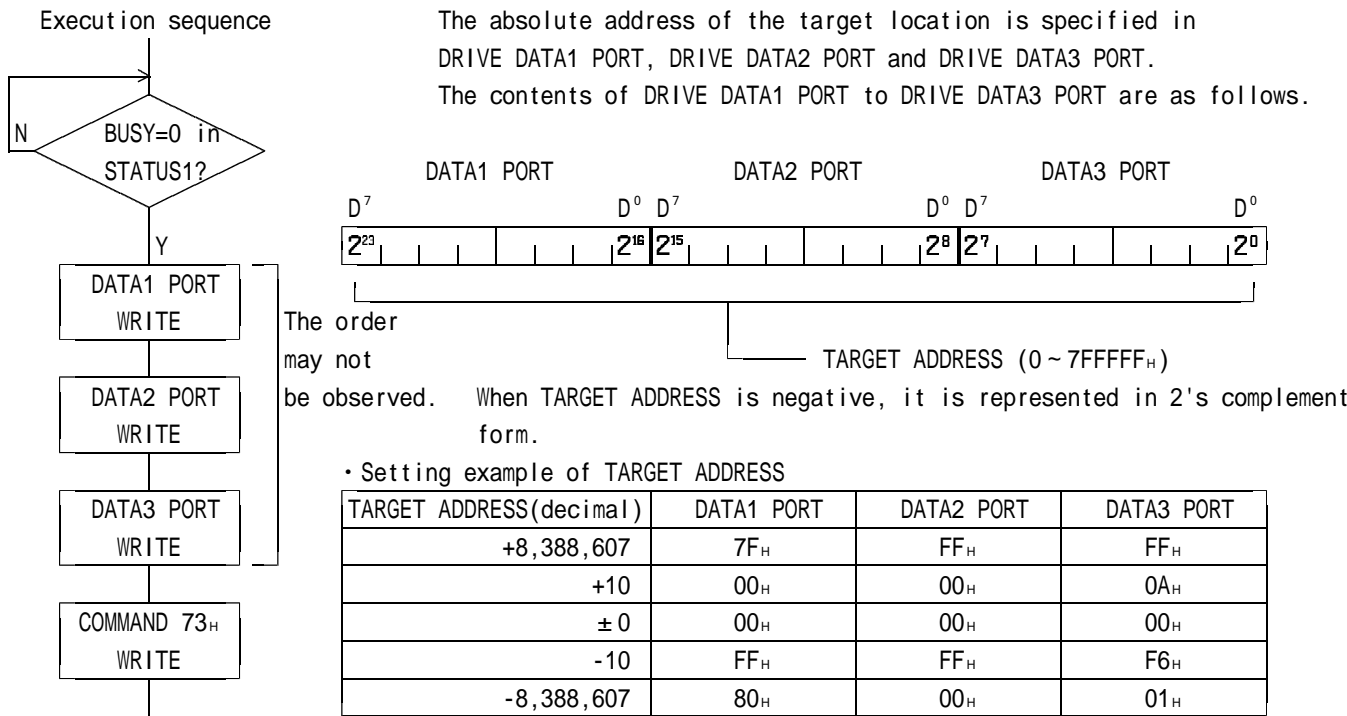 Execution sequence
The absolute address of the target location is specified in
DRIVE DATA1 PORT, DRIVE DATA2 PORT and DRIVE DATA3 PORT.
The contents of DRIVE DATA1 PORT to DRIVE DATA3 PORT are as follows.
N
BUSY=0 in
STATUS1?
Y
DATA1 PORT
WRITE
DATA2 PORT
WRITE
DATA3 PORT
WRITE
COMMAND 73H
WRITE
The order
may not
be observed.
DATA1 PORT DATA2 PORT DATA3 PORT
D⁷ D⁰ D⁷ D⁰ D⁷ D⁰
2²³ 2¹⁶ 2¹⁵ 2⁸ 2⁷ 2⁰
TARGET ADDRESS (0~7FFFFFH)
When TARGET ADDRESS is negative, it is represented in 2's complement
form.
・Setting example of TARGET ADDRESS
TARGET ADDRESS(decimal) DATA1 PORT DATA2 PORT DATA3 PORT
+8,388,607 7FH FFH FFH
+10 00H 00H 0AH
±0 00H 00H 00H
-10 FFH FFH F6H
-8,388,607 80H 00H 01H